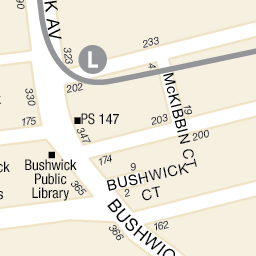 K AV
L
233
323
4
202
330
McKIBBIN CT
19
PS 147
203
175
347
200
174
9
Bushwick
Public
Library
ck
s
365
BUSHWICK
CT
2
BUSHWIC
162
366